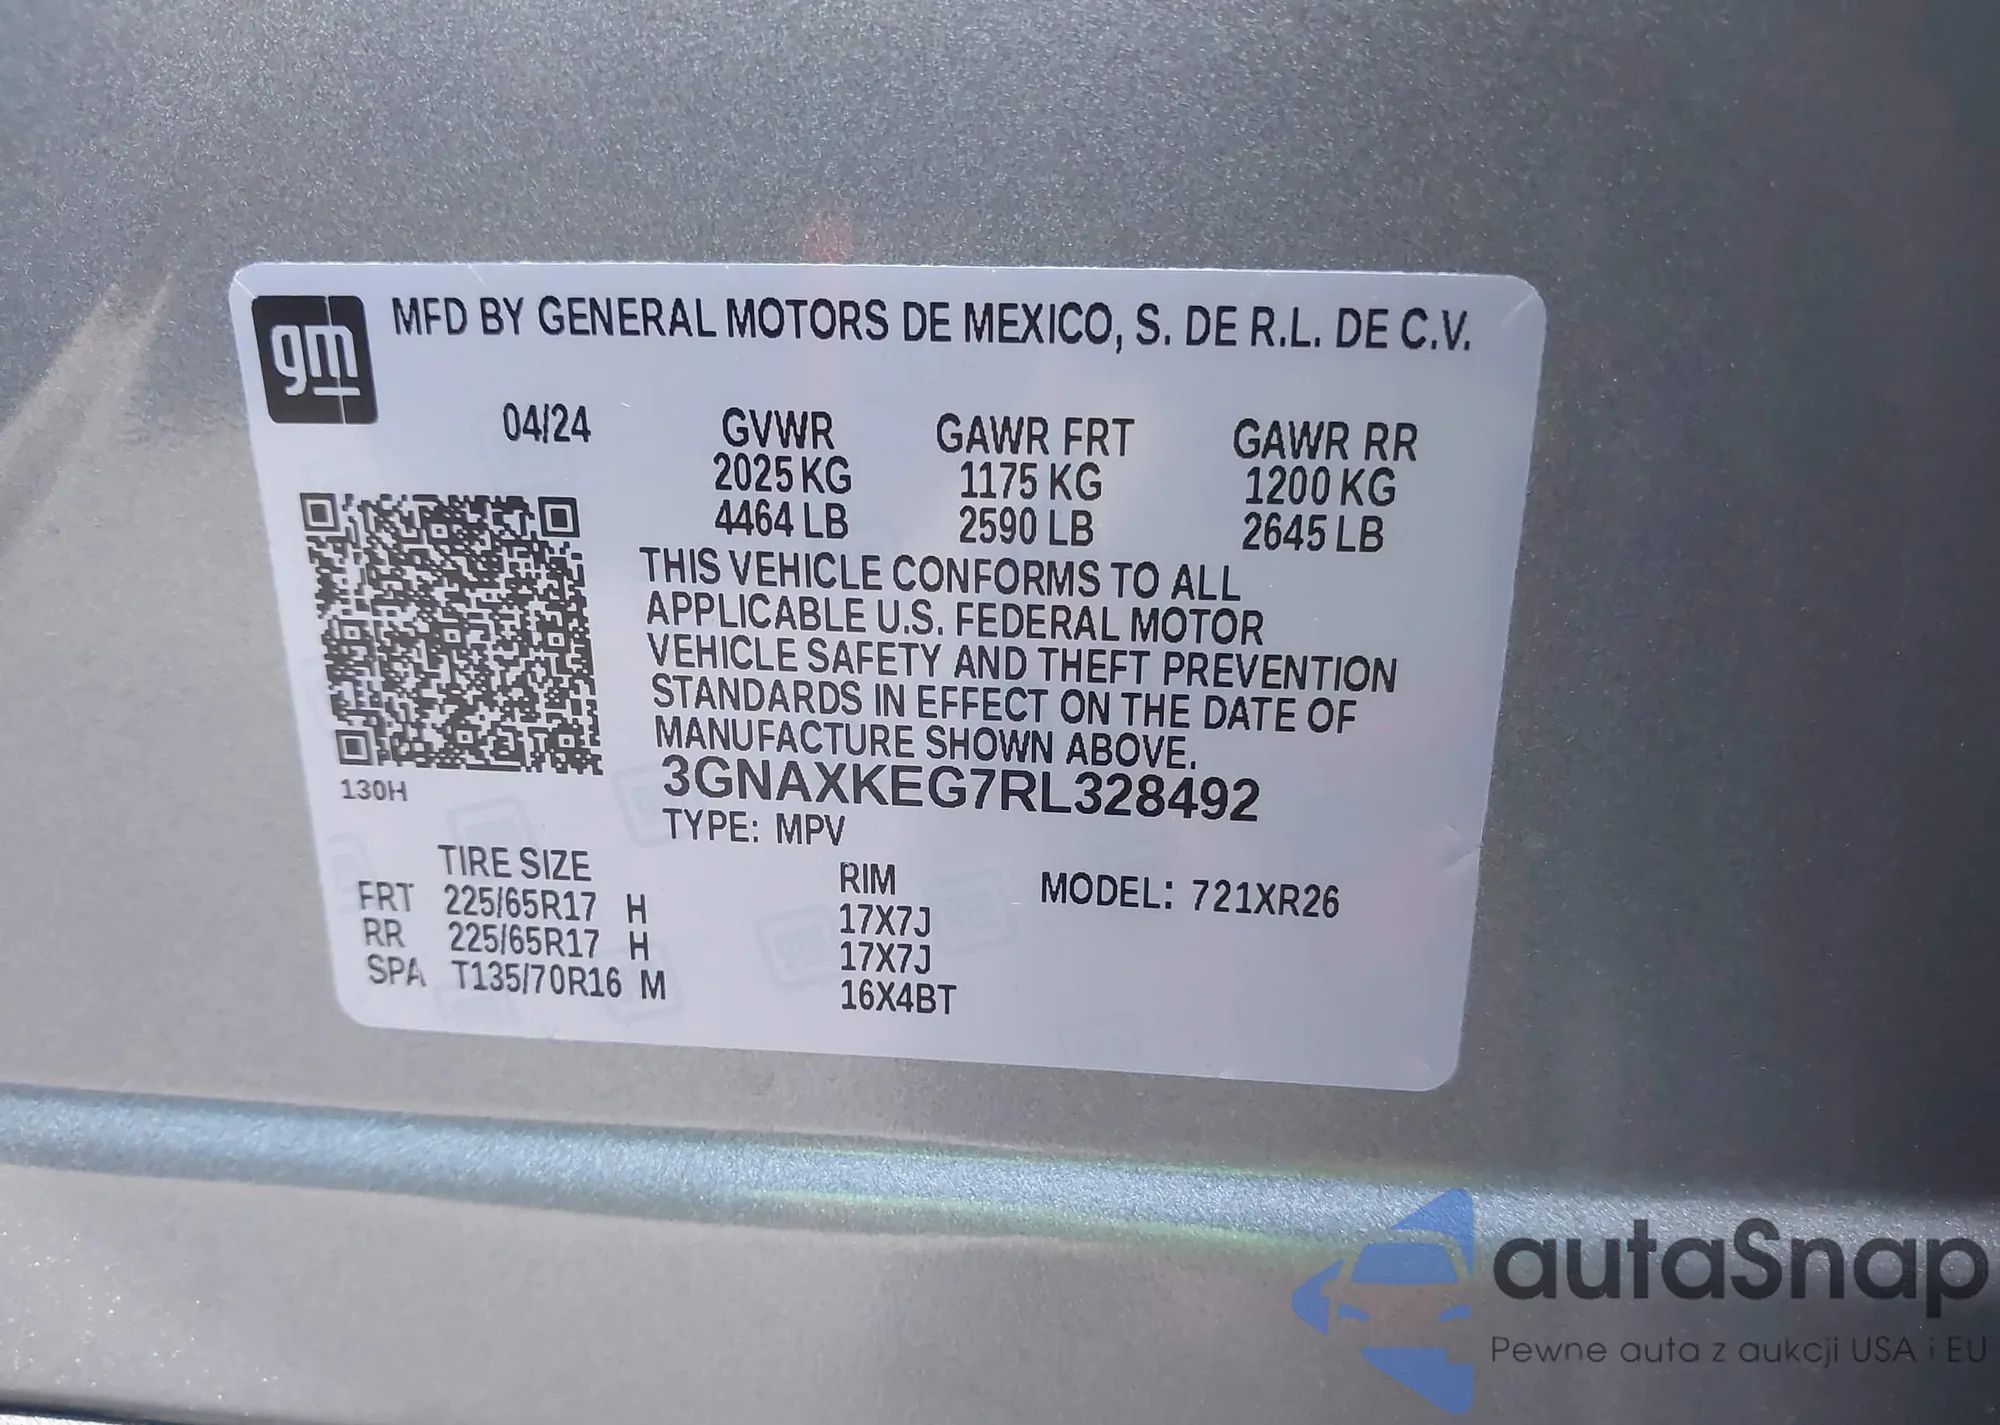 gm
MFD BY GENERAL MOTORS DE MEXICO, S. DE R.L. DE C.V.
04/24 GVWR GAWR FRT GAWR RR
2025 KG 1175 KG 1200 KG
4464 LB 2590 LB 2645 LB
THIS VEHICLE CONFORMS TO ALL
APPLICABLE U.S. FEDERAL MOTOR
VEHICLE SAFETY AND THEFT PREVENTION
STANDARDS IN EFFECT ON THE DATE OF
MANUFACTURE SHOWN ABOVE.
3GNAXKEG7RL328492
130H
TYPE: MPV
TIRE SIZE RIM MODEL: 721XR26
FRT 225/65R17 H 17X7J
RR 225/65R17 H 17X7J
SPA T135/70R16 M 16X4BT
autaSnap
Pewne auta z aukcji USA i EU